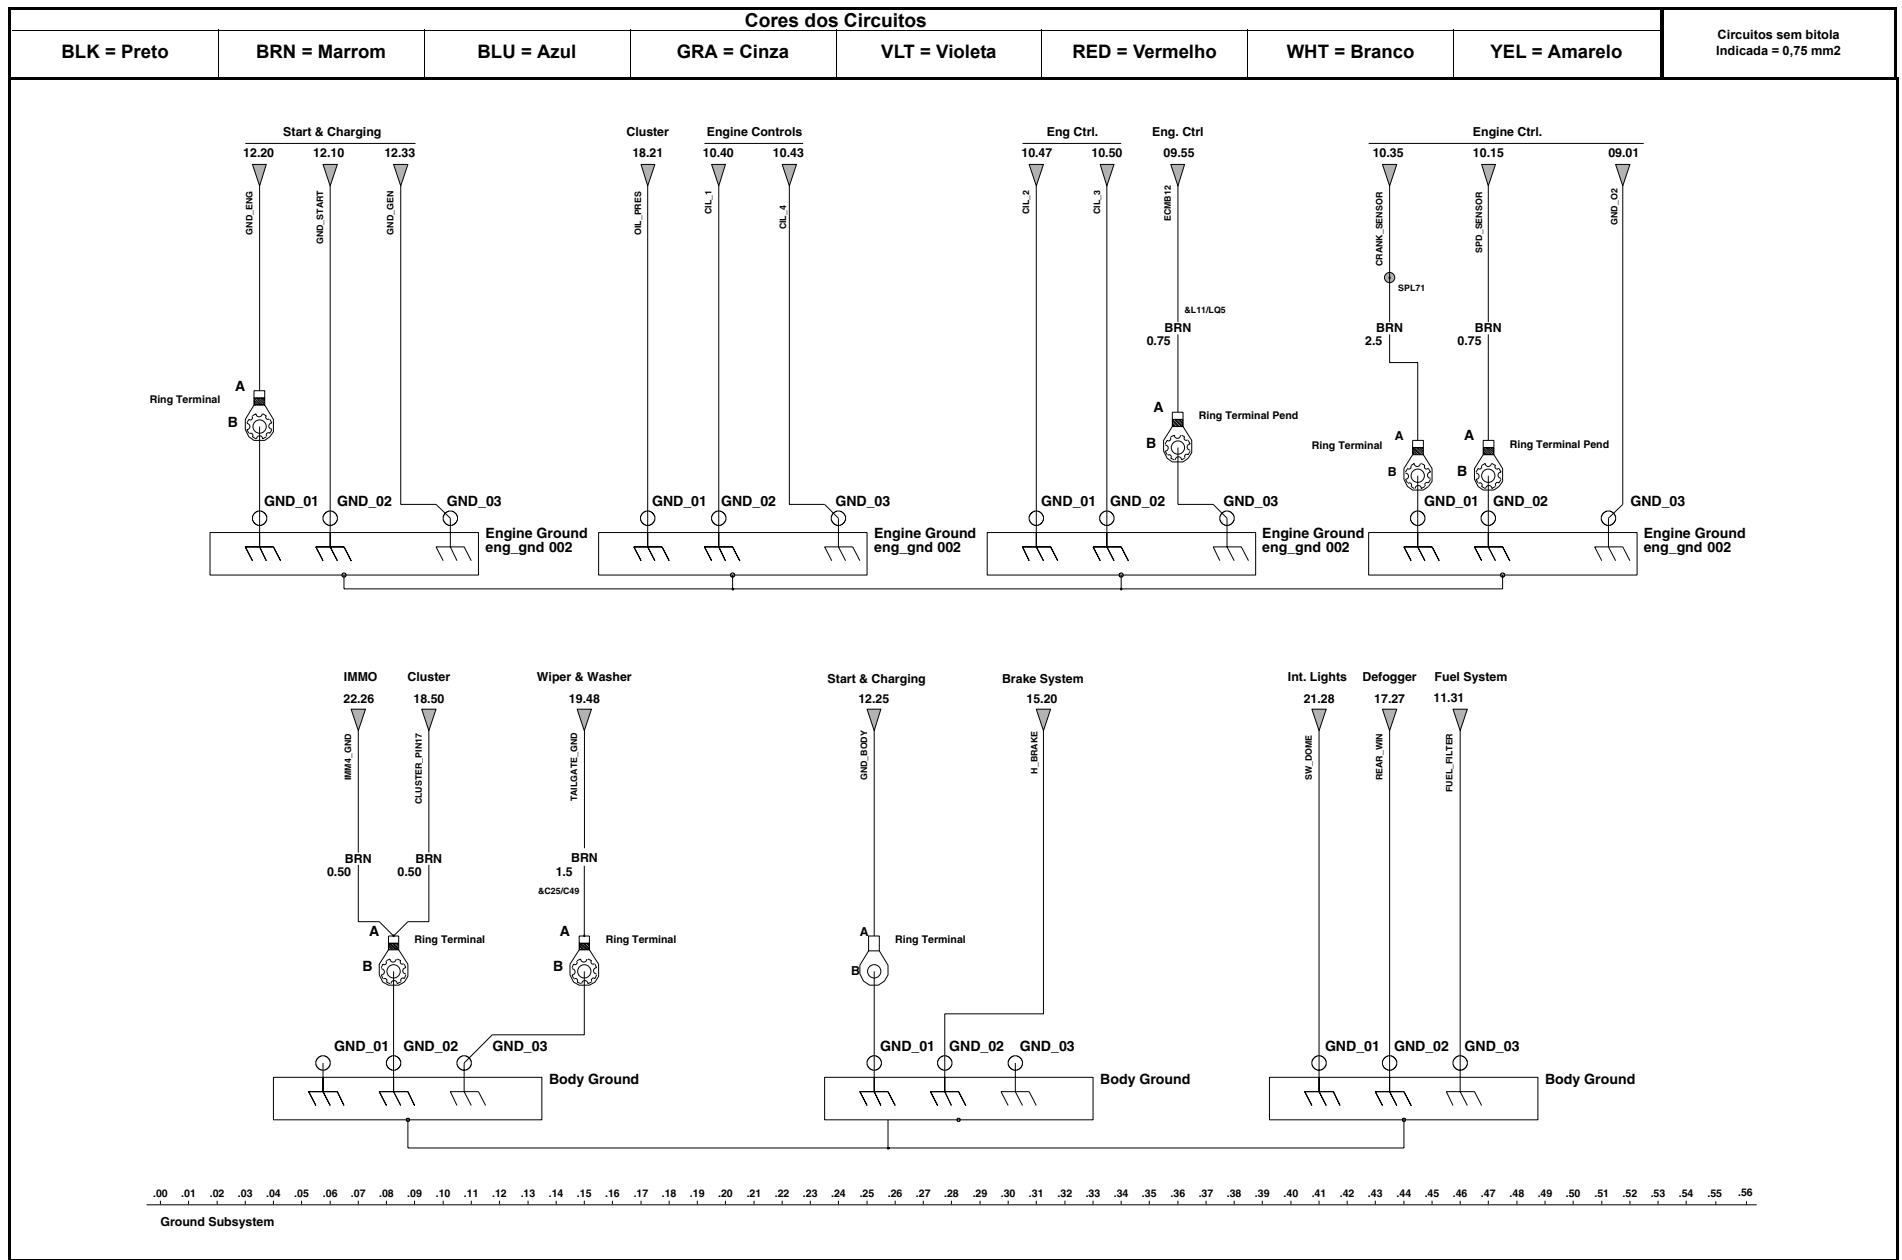 Cores dos Circuitos
BLK = Preto BRN = Marrom BLU = Azul GRA = Cinza VLT = Violeta RED = Vermelho WHT = Branco YEL = Amarelo
Circuitos sem bitola
Indicada = 0,75 mm2
Start & Charging Cluster Engine Controls Eng Ctrl. Eng. Ctrl Engine Ctrl.
12.20 12.10 12.33 18.21 10.40 10.43 10.47 10.50 09.55 10.35 10.15 09.01
GND_ENG GND_START GND_GEN OIL_PRES CIL_1 CIL_4 CIL_2 CIL_3 ECMB12 CRANK_SENSOR SPD_SENSOR GND_O2
SPL71
&L11/LQ5
BRN BRN BRN
0.75 2.5 0.75
A
Ring Terminal
B
A
Ring Terminal Pend
B
A A
Ring Terminal Ring Terminal Pend
B B
GND_01 GND_02 GND_03 GND_01 GND_02 GND_03 GND_01 GND_02 GND_03 GND_01 GND_02 GND_03
Engine Ground Engine Ground Engine Ground Engine Ground
eng_gnd 002 eng_gnd 002 eng_gnd 002 eng_gnd 002
IMMO Cluster Wiper & Washer Start & Charging Brake System Int. Lights Defogger Fuel System
22.26 18.50 19.48 12.25 15.20 21.28 17.27 11.31
IMM4_GND CLUSTER_PIN17 TAILGATE_GND GND_BODY H_BRAKE SW_DOME REAR_WIN FUEL_FILTER
BRN BRN BRN
0.50 0.50 1.5
&C25/C49
A A A
Ring Terminal Ring Terminal Ring Terminal
B B B
GND_01 GND_02 GND_03 GND_01 GND_02 GND_03 GND_01 GND_02 GND_03
Body Ground Body Ground Body Ground
.00 .01 .02 .03 .04 .05 .06 .07 .08 .09 .10 .11 .12 .13 .14 .15 .16 .17 .18 .19 .20 .21 .22 .23 .24 .25 .26 .27 .28 .29 .30 .31 .32 .33 .34 .35 .36 .37 .38 .39 .40 .41 .42 .43 .44 .45 .46 .47 .48 .49 .50 .51 .52 .53 .54 .55 .56
Ground Subsystem